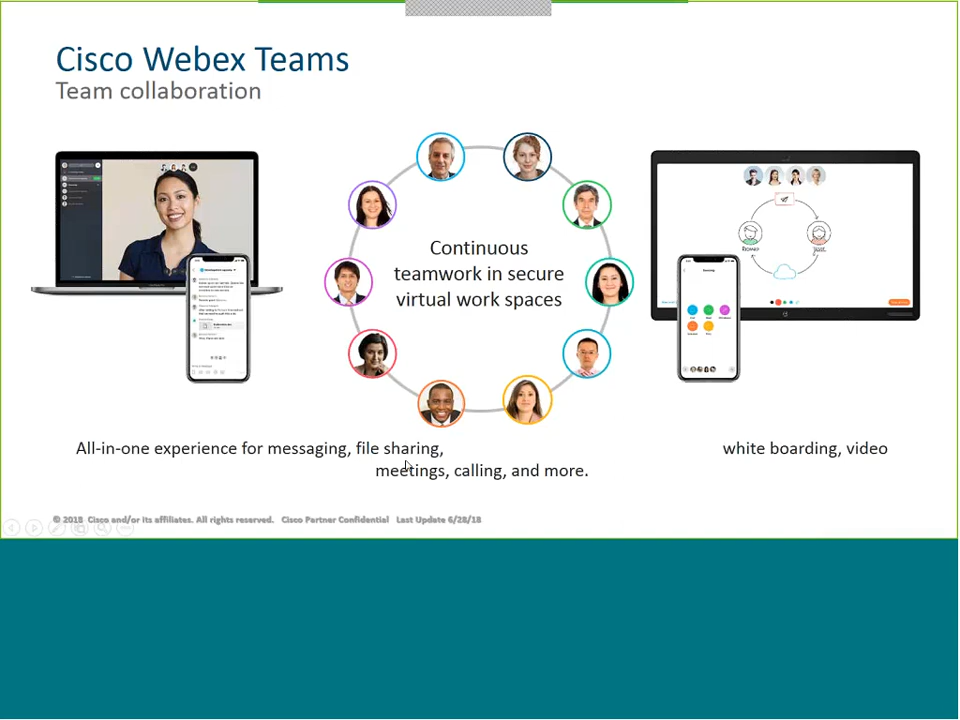 Cisco Webex Teams
Team collaboration
Continuous
teamwork in secure
virtual work spaces
All-in-one experience for messaging, file sharing, white boarding, video
meetings, calling, and more.
© 2018 Cisco and/or its affiliates. All rights reserved. Cisco Partner Confidential Last Update 6/28/18